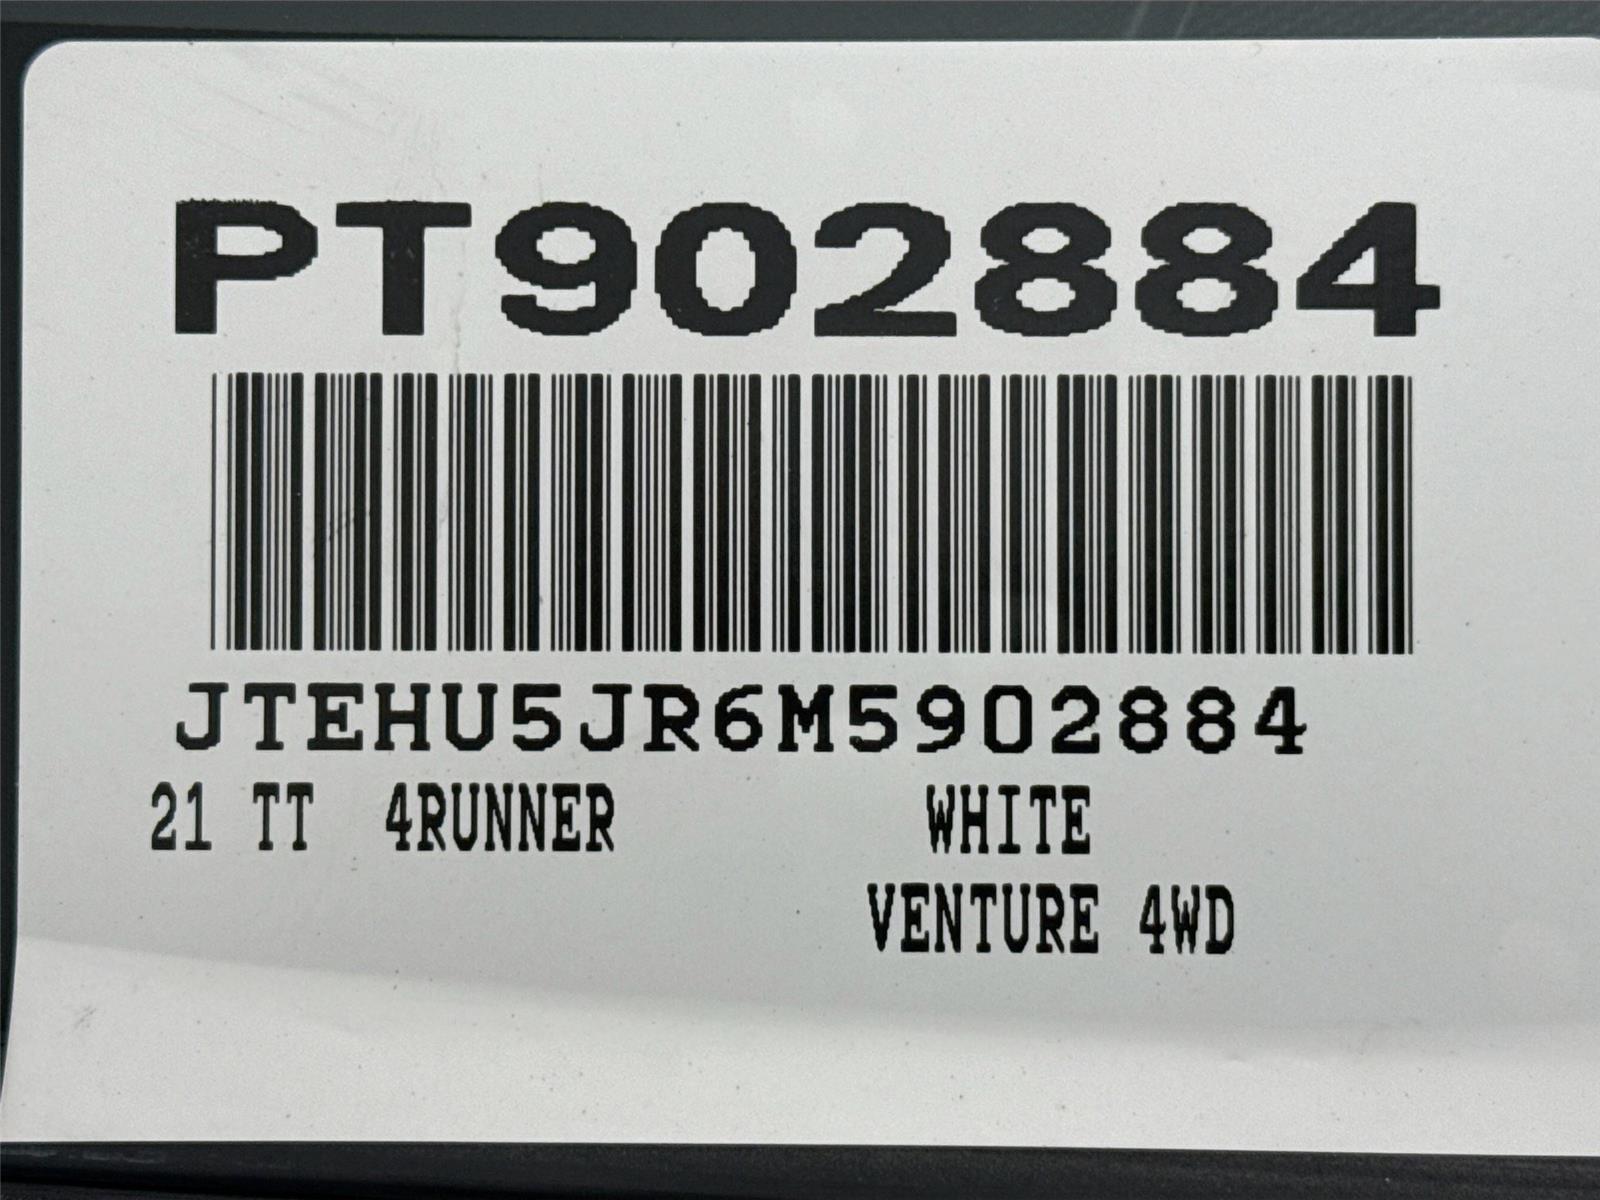 PT902884
JTEHU5JR6M5902884
21 TT 4RUNNER WHITE
VENTURE 4WD